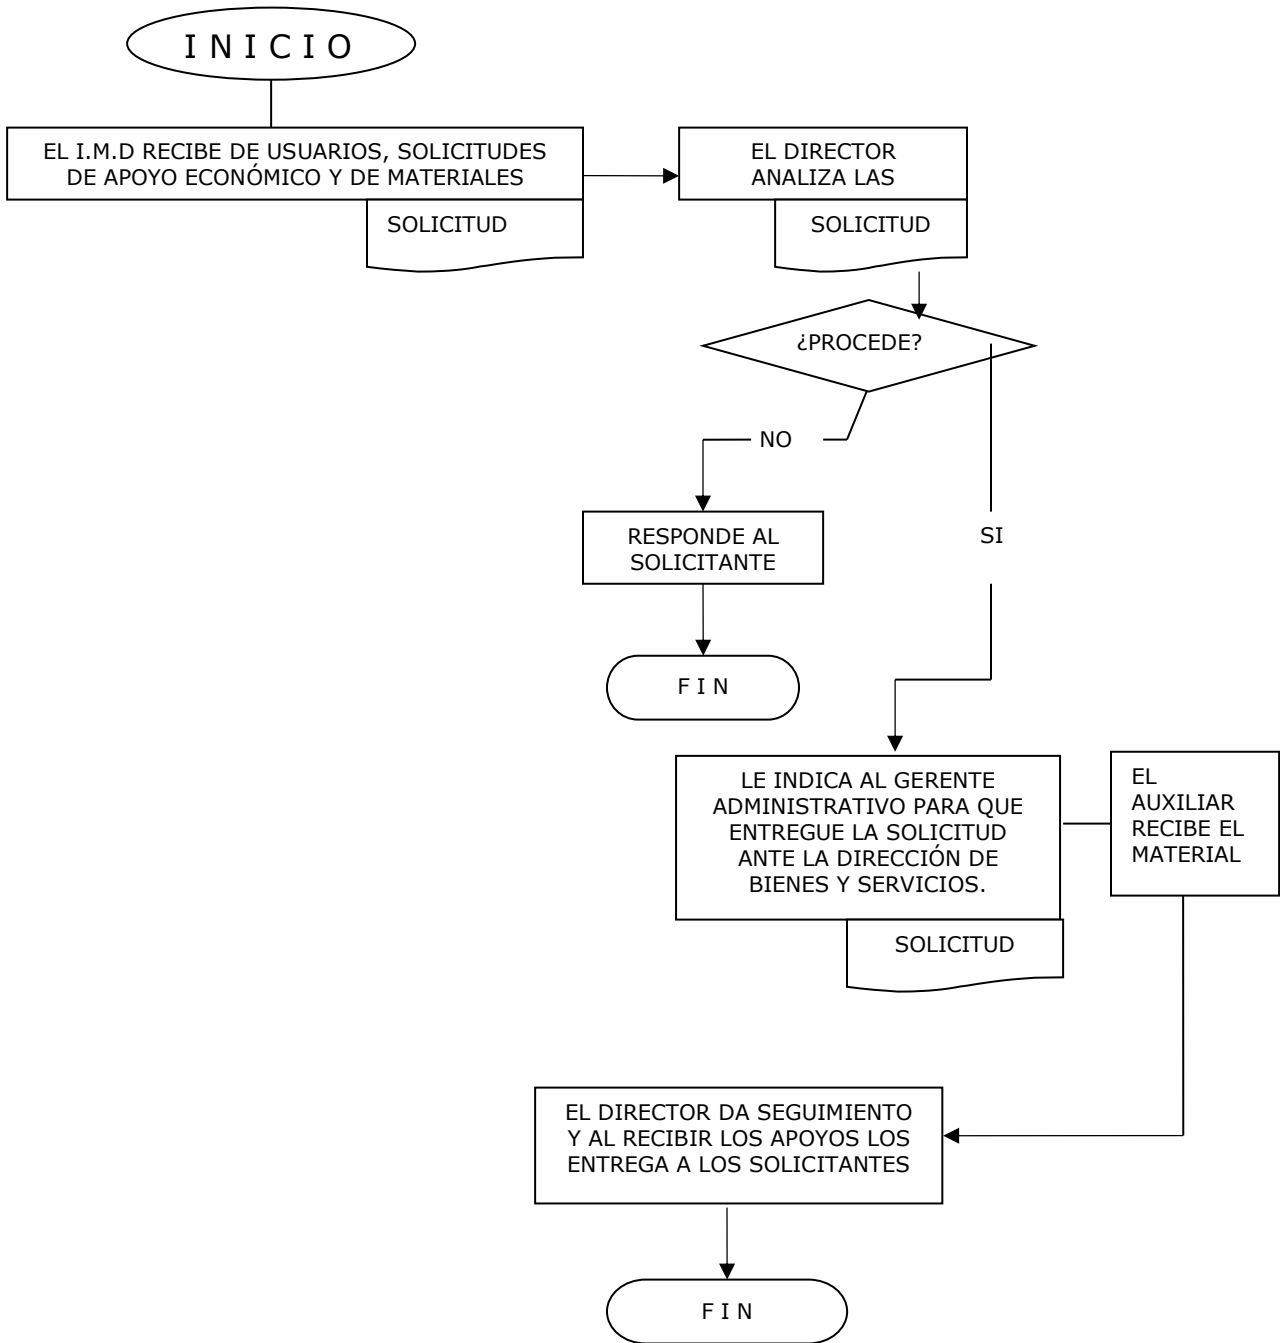 I N I C I O
EL I.M.D RECIBE DE USUARIOS, SOLICITUDES
DE APOYO ECONÓMICO Y DE MATERIALES
SOLICITUD
EL DIRECTOR
ANALIZA LAS
SOLICITUD
¿PROCEDE?
NO
RESPONDE AL
SOLICITANTE
F I N
SI
LE INDICA AL GERENTE
ADMINISTRATIVO PARA QUE
ENTREGUE LA SOLICITUD
ANTE LA DIRECCIÓN DE
BIENES Y SERVICIOS.
SOLICITUD
EL
AUXILIAR
RECIBE EL
MATERIAL
EL DIRECTOR DA SEGUIMIENTO
Y AL RECIBIR LOS APOYOS LOS
ENTREGA A LOS SOLICITANTES
F I N